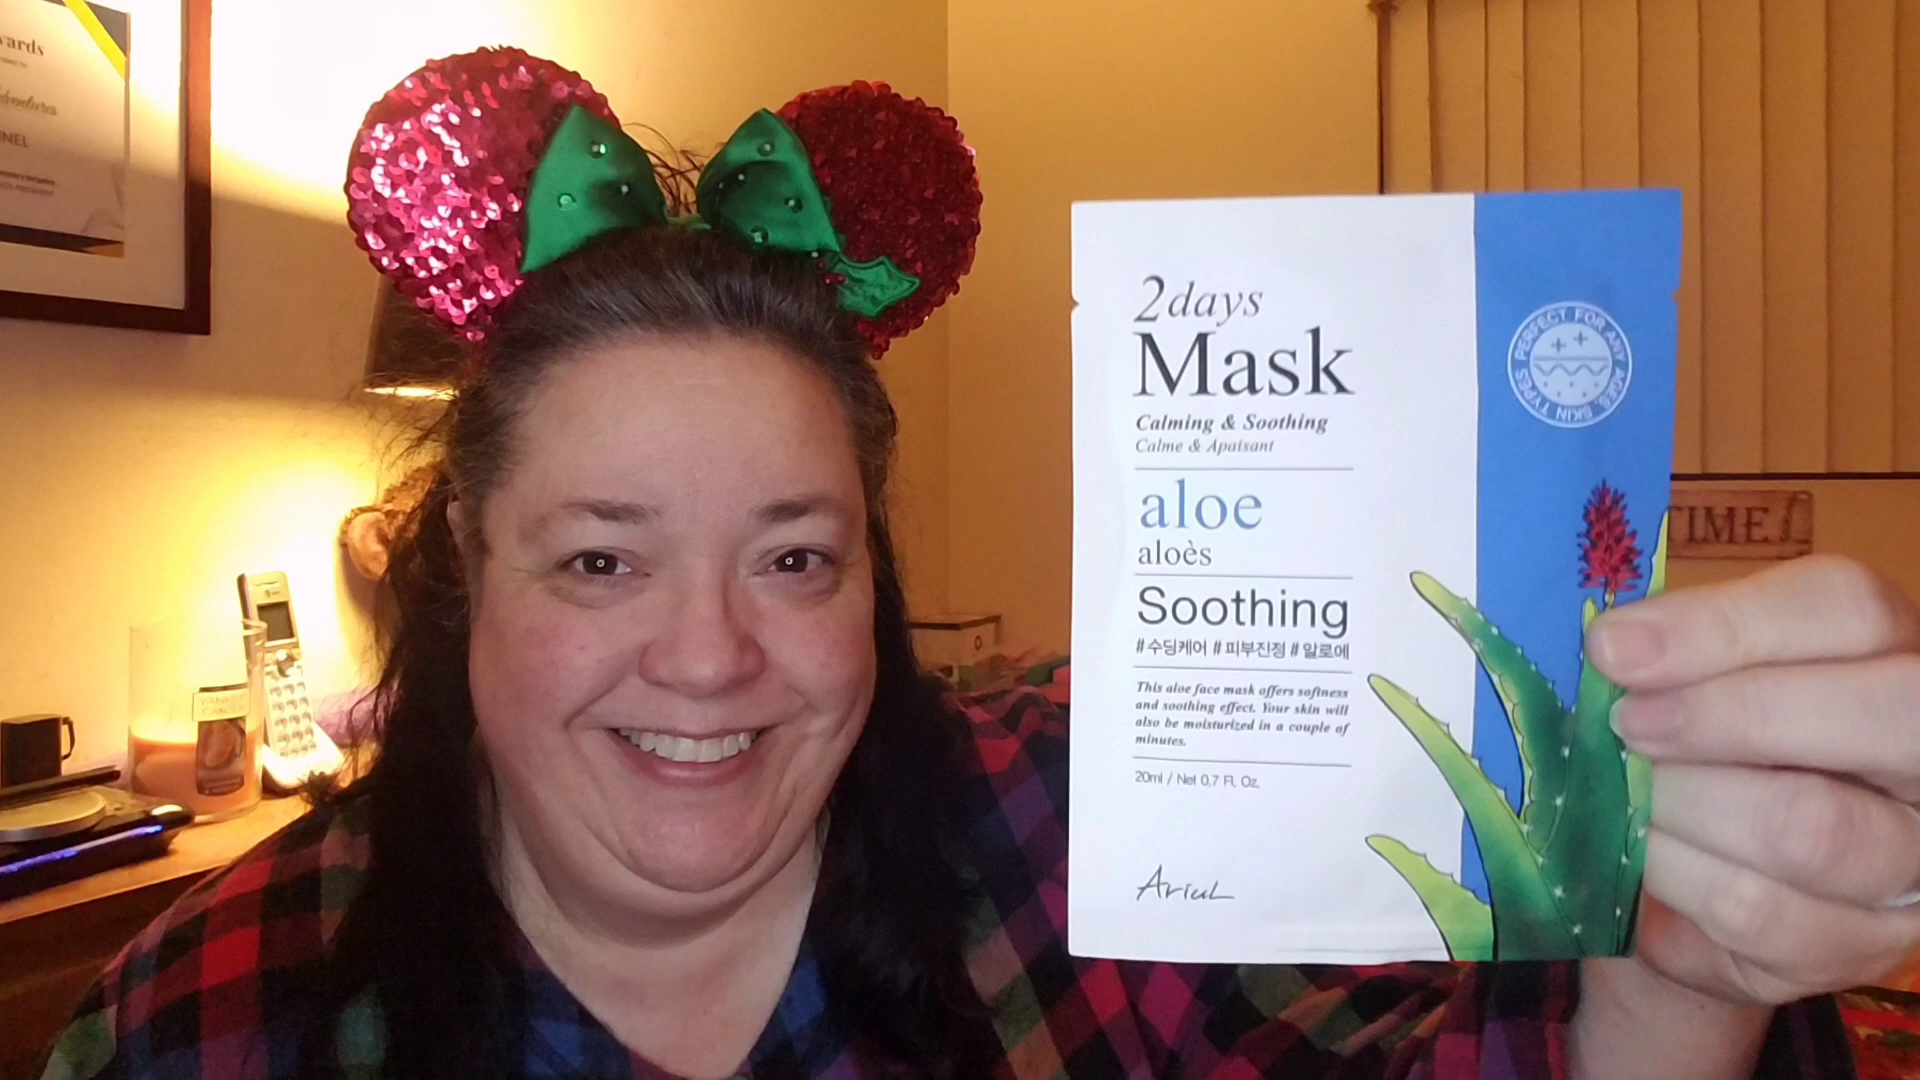 2days
Mask
Calming & Soothing
Calme & Apaisant
aloe
aloès
Soothing
#수딩케어 #피부진정 #알로에
This aloe face mask offers softness
and soothing effect. Your skin will
also be moisturized in a couple of
minutes.
20ml / Net 0.7 Fl. Oz.
Ariul
PERFECT FOR ANY AGES, SKIN TYPES
TIME
YANKEE
CANDLE